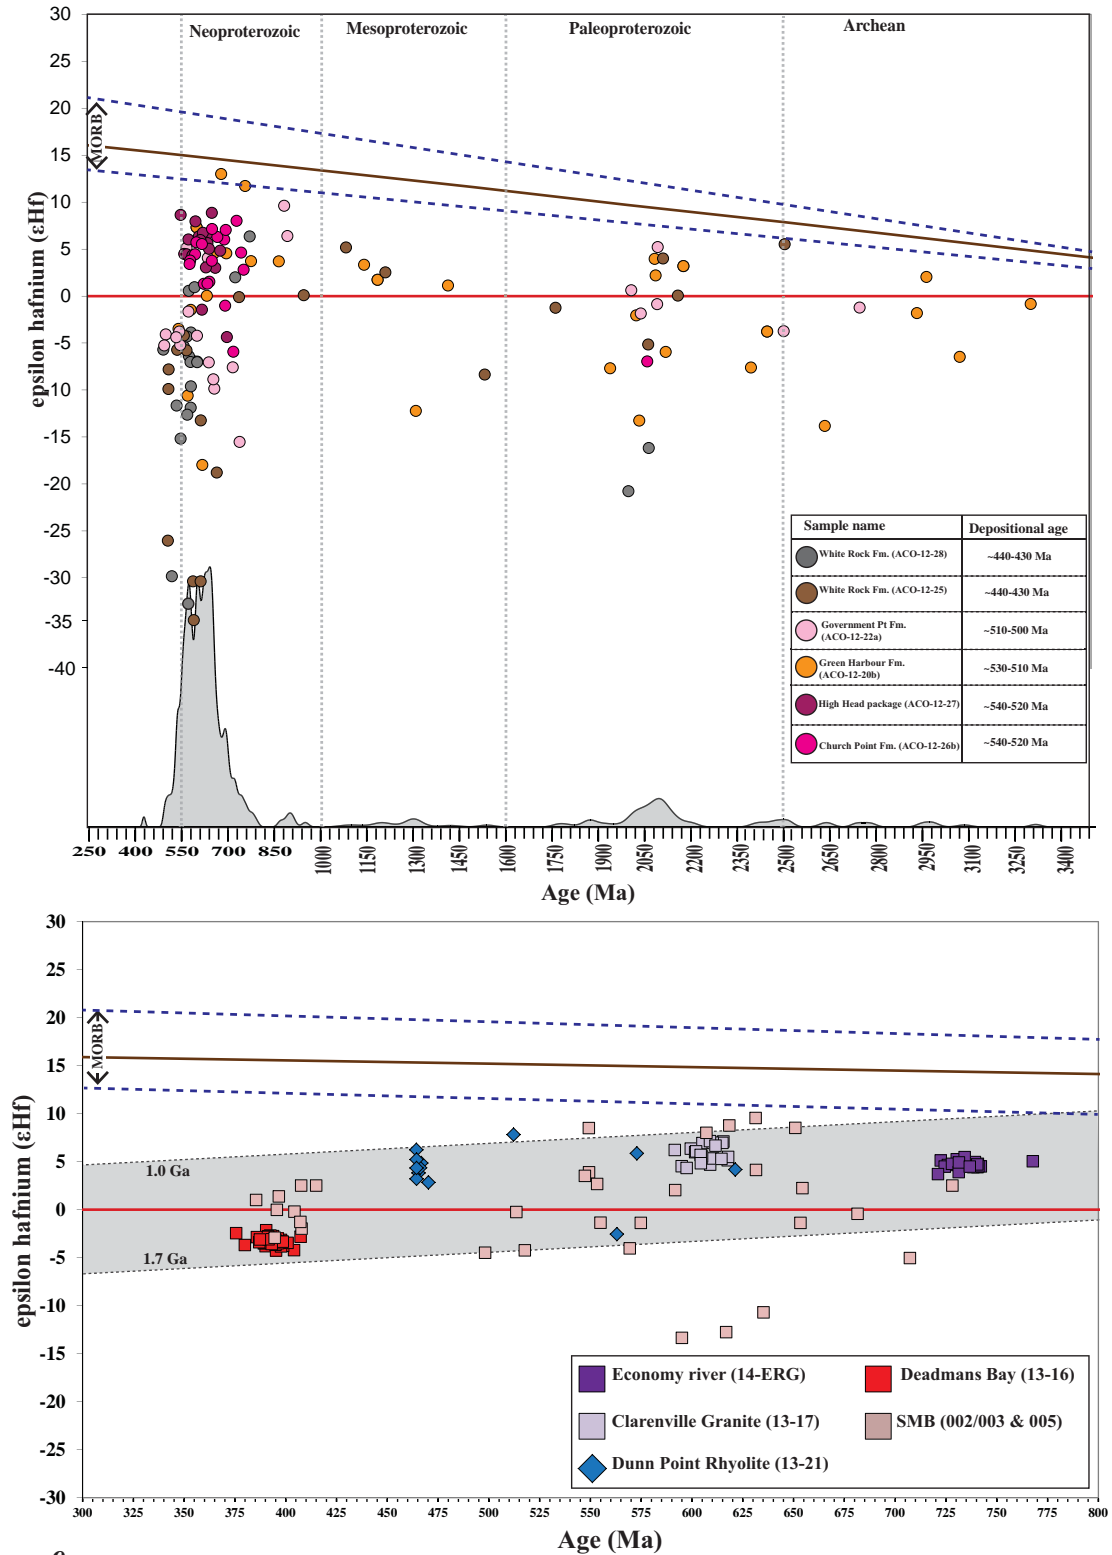 Neoproterozoic Mesoproterozoic Paleoproterozoic Archean
30
25
20
15
10
5
0
-5
-10
-15
-20
-25
-30
-35
-40
epsilon hafnium (εHf)
MORB
Sample name Depositional age
White Rock Fm. (ACO-12-28) ~440-430 Ma
White Rock Fm. (ACO-12-25) ~440-430 Ma
Government Pt Fm.
(ACO-12-22a) ~510-500 Ma
Green Harbour Fm.
(ACO-12-20b) ~530-510 Ma
High Head package (ACO-12-27) ~540-520 Ma
Church Point Fm. (ACO-12-26b) ~540-520 Ma
250 400 550 700 850 1000 1150 1300 1450 1600 1750 1900 2050 2200 2350 2500 2650 2800 2950 3100 3250 3400
Age (Ma)
30
25
20
15
10
5
0
-5
-10
-15
-20
-25
-30
epsilon hafnium (εHf)
MORB
1.0 Ga
1.7 Ga
Economy river (14-ERG) Deadmans Bay (13-16)
Clarenville Granite (13-17) SMB (002/003 & 005)
Dunn Point Rhyolite (13-21)
300 325 350 375 400 425 450 475 500 525 550 575 600 625 650 675 700 725 750 775 800
Age (Ma)